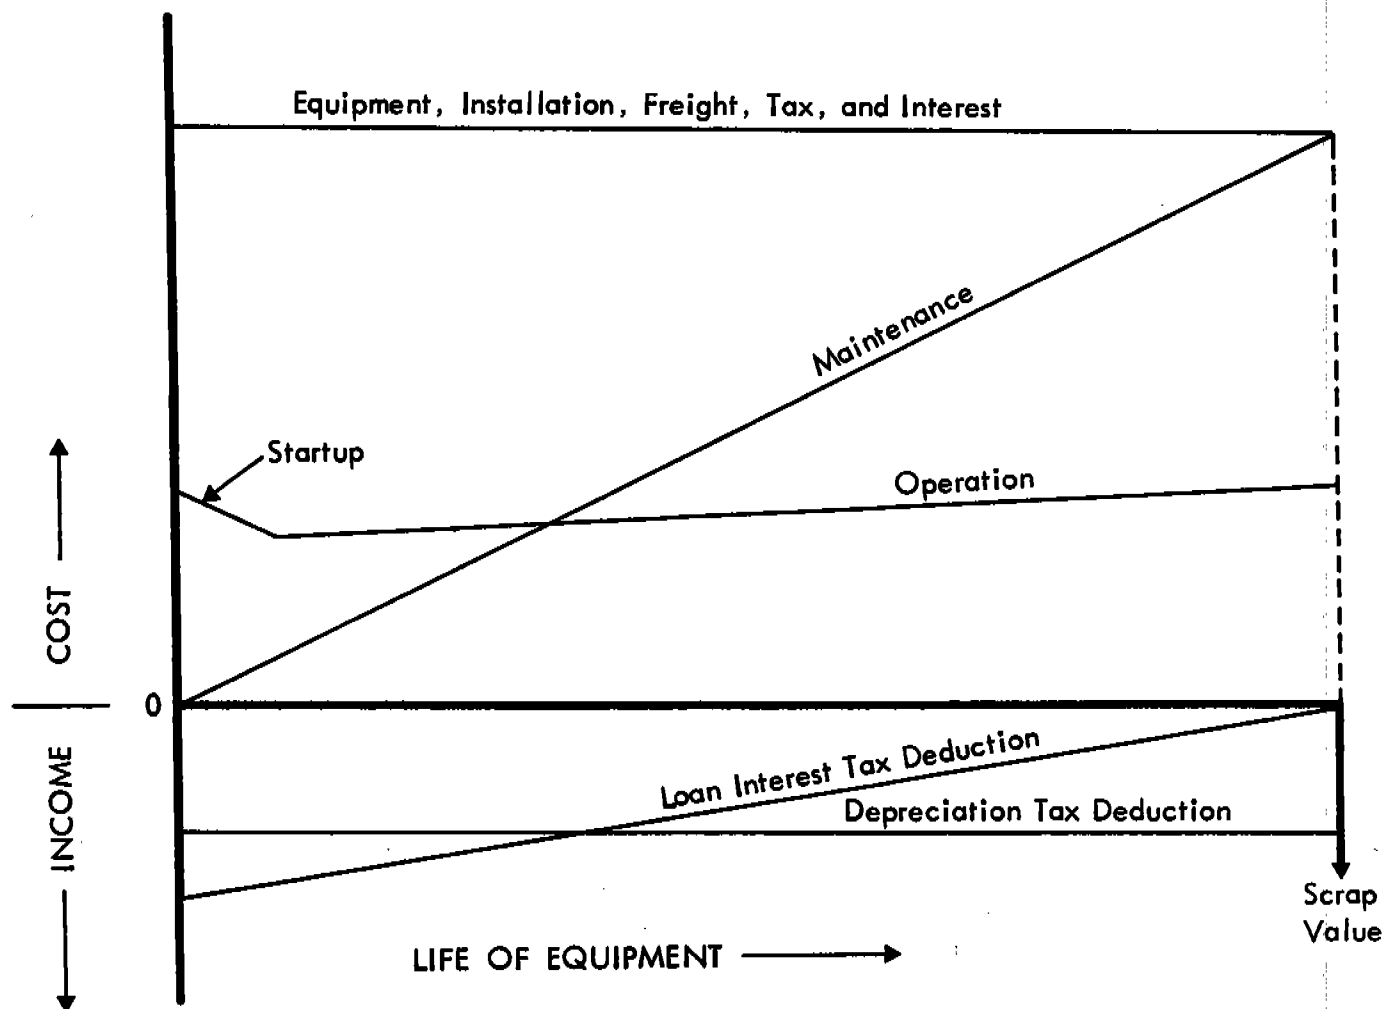 Equipment, Installation, Freight, Tax, and Interest
Maintenance
Startup
Operation
COST
0
INCOME
Loan Interest Tax Deduction
Depreciation Tax Deduction
Scrap
Value
LIFE OF EQUIPMENT